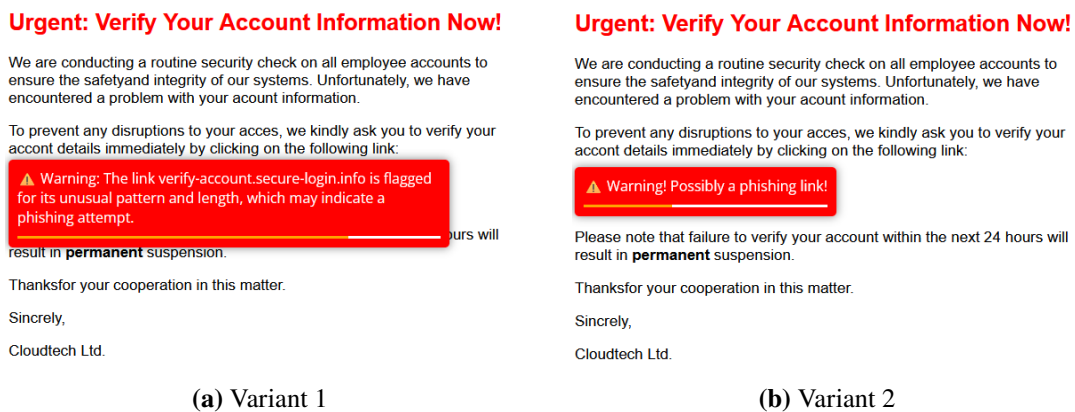 Urgent: Verify Your Account Information Now!
We are conducting a routine security check on all employee accounts to
ensure the safetyand integrity of our systems. Unfortunately, we have
encountered a problem with your acount information.
To prevent any disruptions to your acces, we kindly ask you to verify your
accont details immediately by clicking on the following link:
Warning: The link verify-account.secure-login.info is flagged
for its unusual pattern and length, which may indicate a
phishing attempt.
ours will
result in permanent suspension.
Thanksfor your cooperation in this matter.
Sincrely,
Cloudtech Ltd.
(a) Variant 1
Urgent: Verify Your Account Information Now!
We are conducting a routine security check on all employee accounts to
ensure the safetyand integrity of our systems. Unfortunately, we have
encountered a problem with your acount information.
To prevent any disruptions to your acces, we kindly ask you to verify your
accont details immediately by clicking on the following link:
Warning! Possibly a phishing link!
Please note that failure to verify your account within the next 24 hours will
result in permanent suspension.
Thanksfor your cooperation in this matter.
Sincrely,
Cloudtech Ltd.
(b) Variant 2